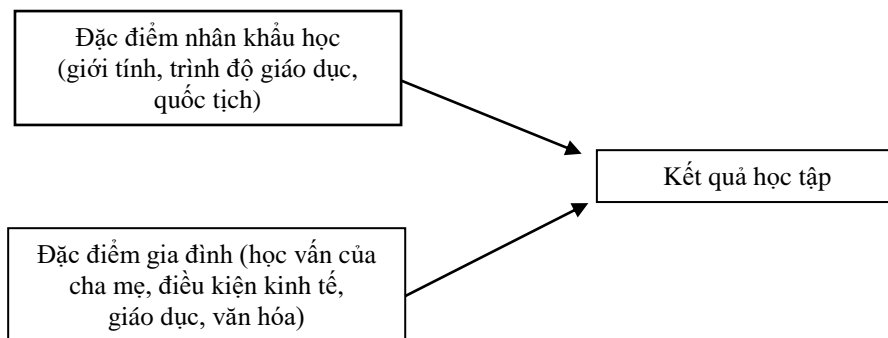 Đặc điểm nhân khẩu học
(giới tính, trình độ giáo dục,
quốc tịch)
Kết quả học tập
Đặc điểm gia đình (học vấn của
cha mẹ, điều kiện kinh tế,
giáo dục, văn hóa)